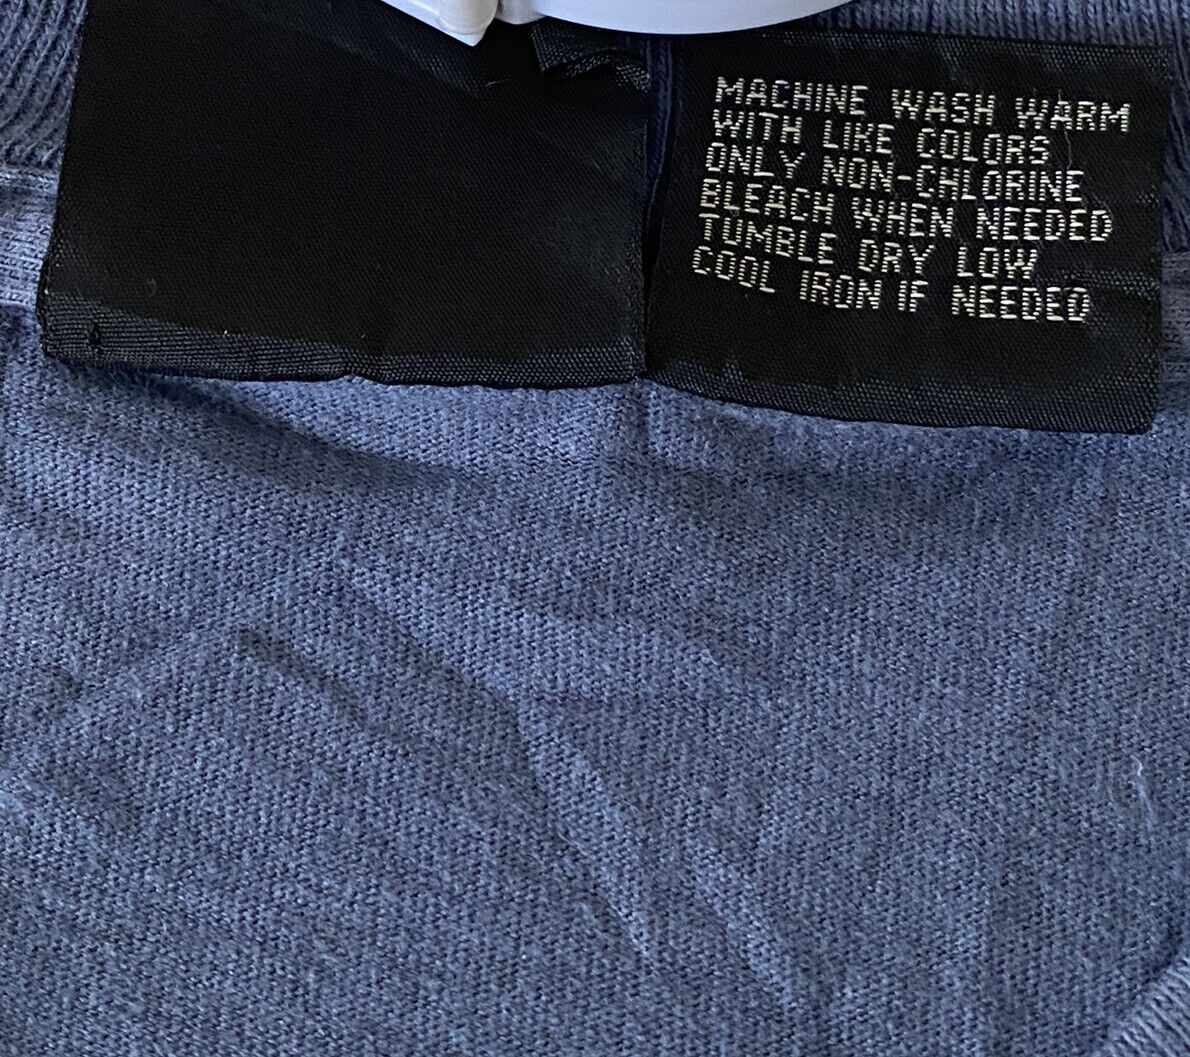 MACHINE WASH WARM
WITH LIKE COLORS
ONLY NON-CHLORINE
BLEACH WHEN NEEDED
TUMBLE DRY LOW
COOL IRON IF NEEDED